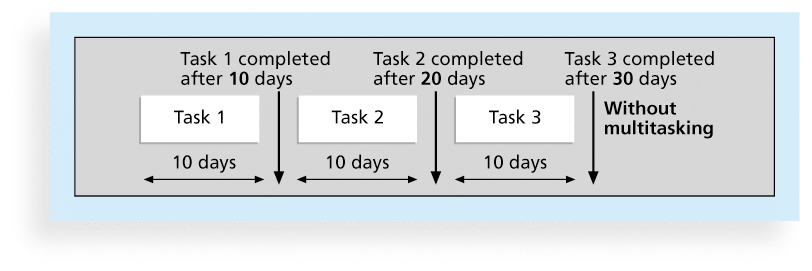 Task 1 completed
after 10 days
Task 2 completed
after 20 days
Task 3 completed
after 30 days
Task 1
Task 2
Task 3
Without
multitasking
10 days
10 days
10 days